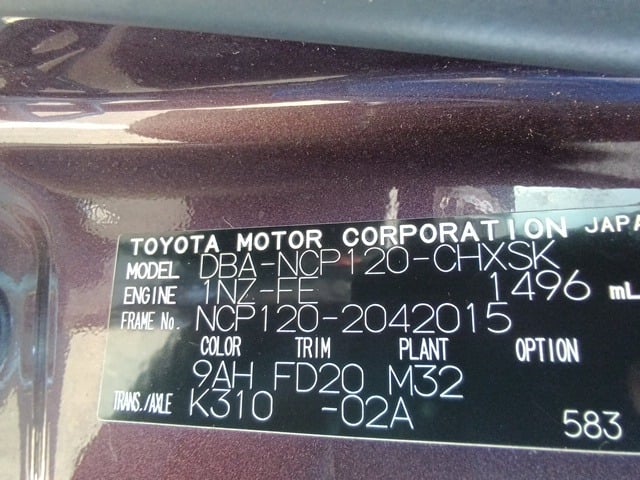 TOYOTA MOTOR CORPORATION JAPA
MODEL DBA-NCP120-CHXSK
ENGINE 1NZ-FE 1496 mL
FRAME No. NCP120-2042015
COLOR TRIM PLANT OPTION
9AH FD20 M32
TRANS./AXLE K310 -02A
583